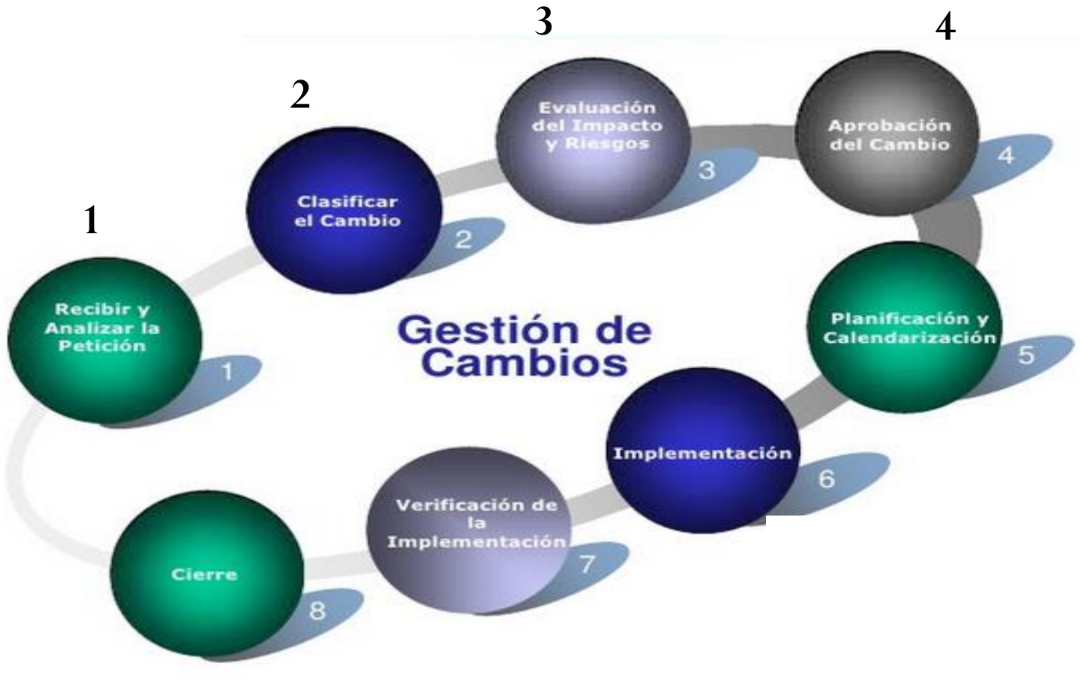 1
Recibir y
Analizar la
Petición
1
2
Clasificar
el Cambio
2
3
Evaluación
del Impacto
y Riesgos
3
4
Aprobación
del Cambio
4
Gestión de
Cambios
Planificación y
Calendarización
5
Implementación
6
Verificación de
la
Implementación
7
Cierre
8